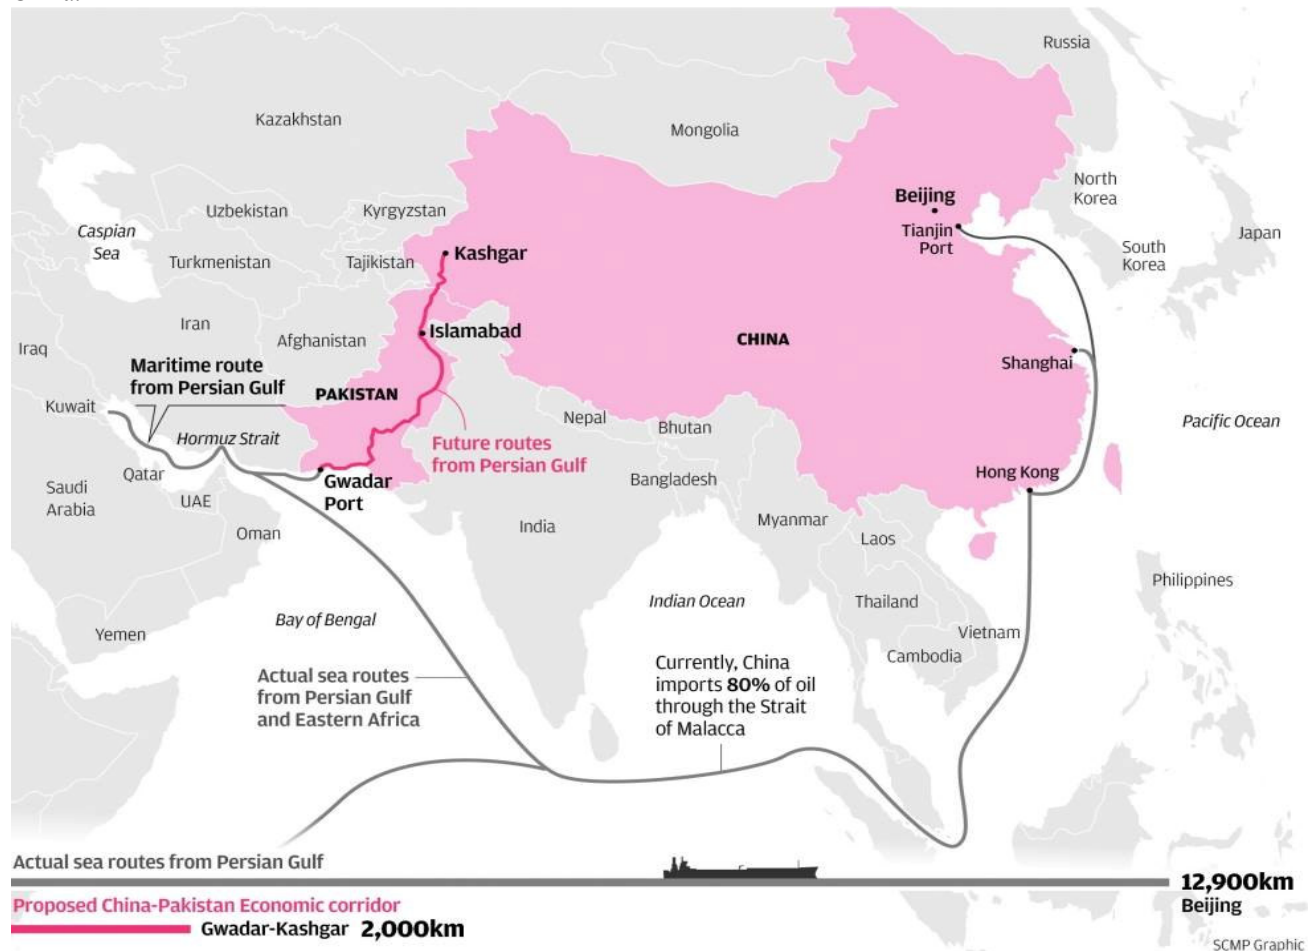 Russia
Kazakhstan
Mongolia
North
Korea
Beijing
Uzbekistan
Kyrgyzstan
Caspian
Sea
Tianjin
Port
Japan
South
Korea
Kashgar
Turkmenistan
Tajikistan
Iran
Islamabad
Afghanistan
CHINA
Iraq
Maritime route
from Persian Gulf
Shanghai
PAKISTAN
Kuwait
Nepal
Bhutan
Pacific Ocean
Hormuz Strait
Future routes
from Persian Gulf
Qatar
Gwadar
Port
Hong Kong
Bangladesh
Saudi
Arabia
UAE
Myanmar
India
Oman
Laos
Philippines
Indian Ocean
Thailand
Bay of Bengal
Yemen
Vietnam
Cambodia
Actual sea routes
from Persian Gulf
and Eastern Africa
Currently, China
imports 80% of oil
through the Strait
of Malacca
Actual sea routes from Persian Gulf
12,900km
Beijing
Proposed China-Pakistan Economic corridor
Gwadar-Kashgar 2,000km
SCMP Graphic